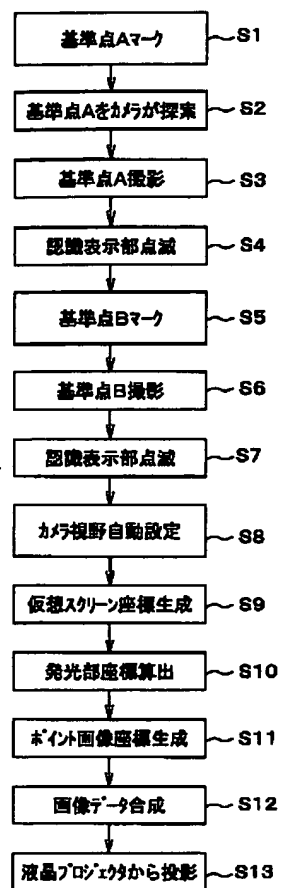 基準点Aマーク ～S1
基準点Aをカメラが探案 ～S2
基準点A撮影 ～S3
認識表示部点滅 ～S4
基準点Bマーク ～S5
基準点B撮影 ～S6
認識表示部点滅 ～S7
カメラ視野自動設定 ～S8
仮想スクリーン座標生成 ～S9
発光部座標算出 ～S10
ポイント画像座標生成 ～S11
画像データ合成 ～S12
液晶プロジェクタから投影 ～S13